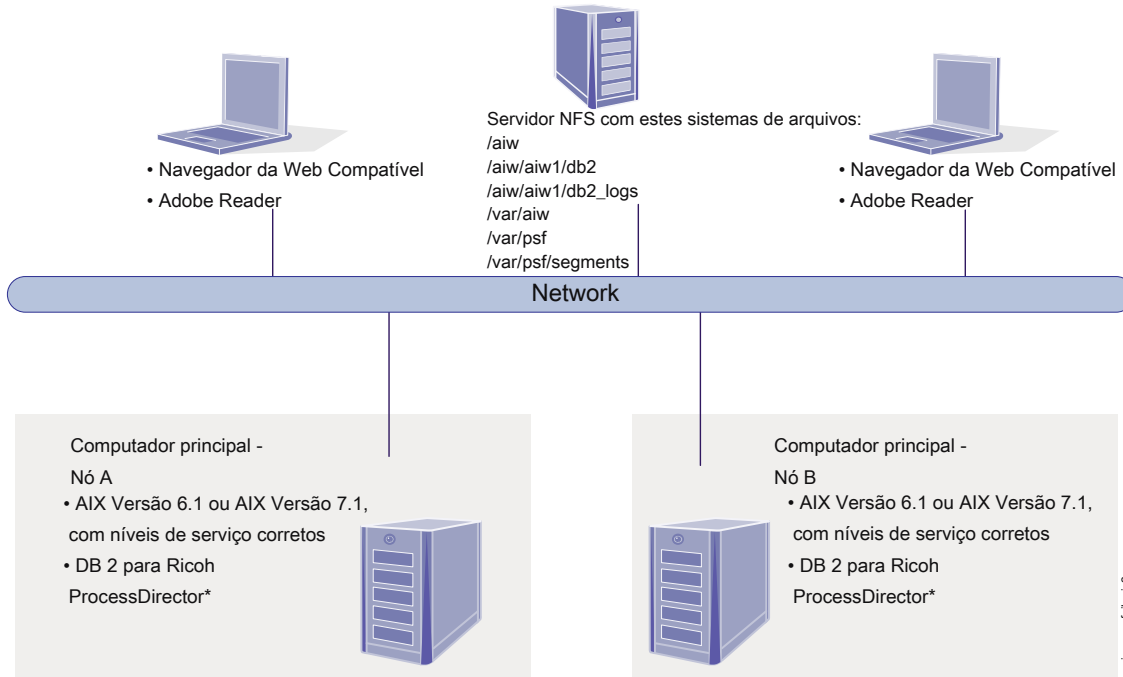 Servidor NFS com estes sistemas de arquivos:
/aiw
/aiw/aiw1/db2
/aiw/aiw1/db2_logs
/var/aiw
/var/psf
/var/psf/segments
• Navegador da Web Compatível
• Adobe Reader
• Navegador da Web Compatível
• Adobe Reader
Network
Computador principal -
Nó A
• AIX Versão 6.1 ou AIX Versão 7.1,
com níveis de serviço corretos
• DB 2 para Ricoh
ProcessDirector*
Computador principal -
Nó B
• AIX Versão 6.1 ou AIX Versão 7.1,
com níveis de serviço corretos
• DB 2 para Ricoh
ProcessDirector*